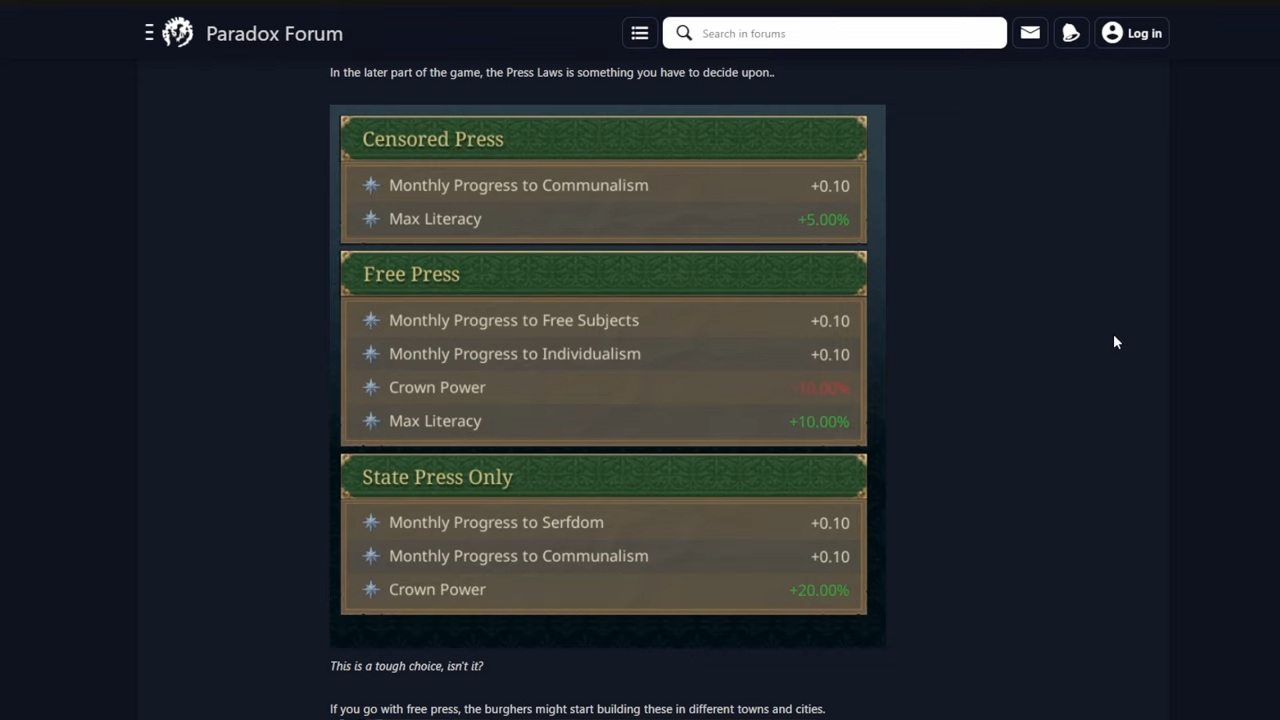 Paradox Forum
Search in forums
Log in
In the later part of the game, the Press Laws is something you have to decide upon..
Censored Press
Monthly Progress to Communalism +0.10
Max Literacy +5.00%
Free Press
Monthly Progress to Free Subjects +0.10
Monthly Progress to Individualism +0.10
Crown Power -10.00%
Max Literacy +10.00%
State Press Only
Monthly Progress to Serfdom +0.10
Monthly Progress to Communalism +0.10
Crown Power +20.00%
This is a tough choice, isn't it?
If you go with free press, the burghers might start building these in different towns and cities.